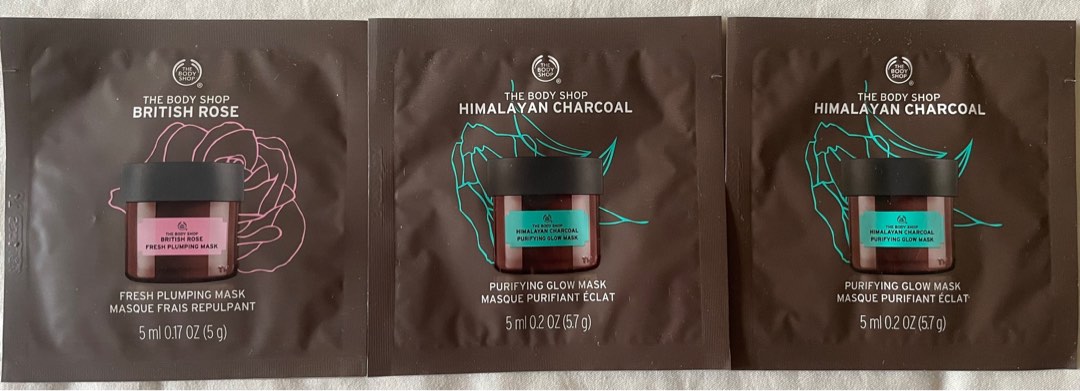 THE
BODY
SHOP
®
THE BODY SHOP
BRITISH ROSE
THE BODY SHOP
BRITISH ROSE
FRESH PLUMPING MASK
FRESH PLUMPING MASK
MASQUE FRAIS REPULPANT
5 ml 0.17 OZ (5 g)
THE
BODY
SHOP
®
THE BODY SHOP
HIMALAYAN CHARCOAL
THE BODY SHOP
HIMALAYAN CHARCOAL
PURIFYING GLOW MASK
PURIFYING GLOW MASK
MASQUE PURIFIANT ÉCLAT
5 ml 0.2 OZ (5.7 g)
THE
BODY
SHOP
®
THE BODY SHOP
HIMALAYAN CHARCOAL
THE BODY SHOP
HIMALAYAN CHARCOAL
PURIFYING GLOW MASK
PURIFYING GLOW MASK
MASQUE PURIFIANT ÉCLAT
5 ml 0.2 OZ (5.7 g)